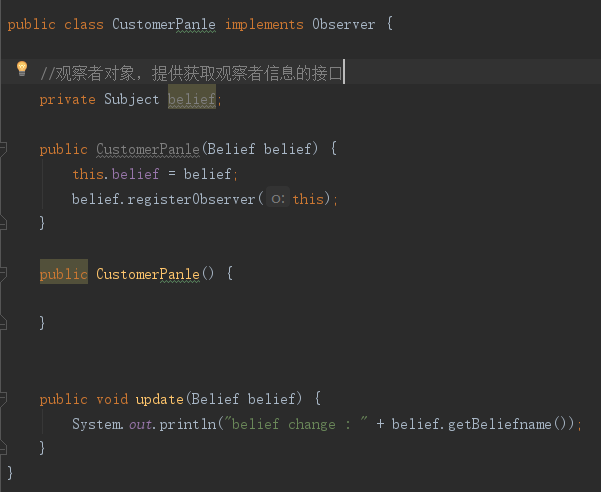 public class CustomerPanle implements Observer {
//观察者对象，提供获取观察者信息的接口
private Subject belief;
public CustomerPanle(Belief belief) {
this.belief = belief;
belief.registerObserver( o: this);
}
public CustomerPanle() {
}
public void update(Belief belief) {
System.out.println("belief change : " + belief.getBeliefname());
}
}